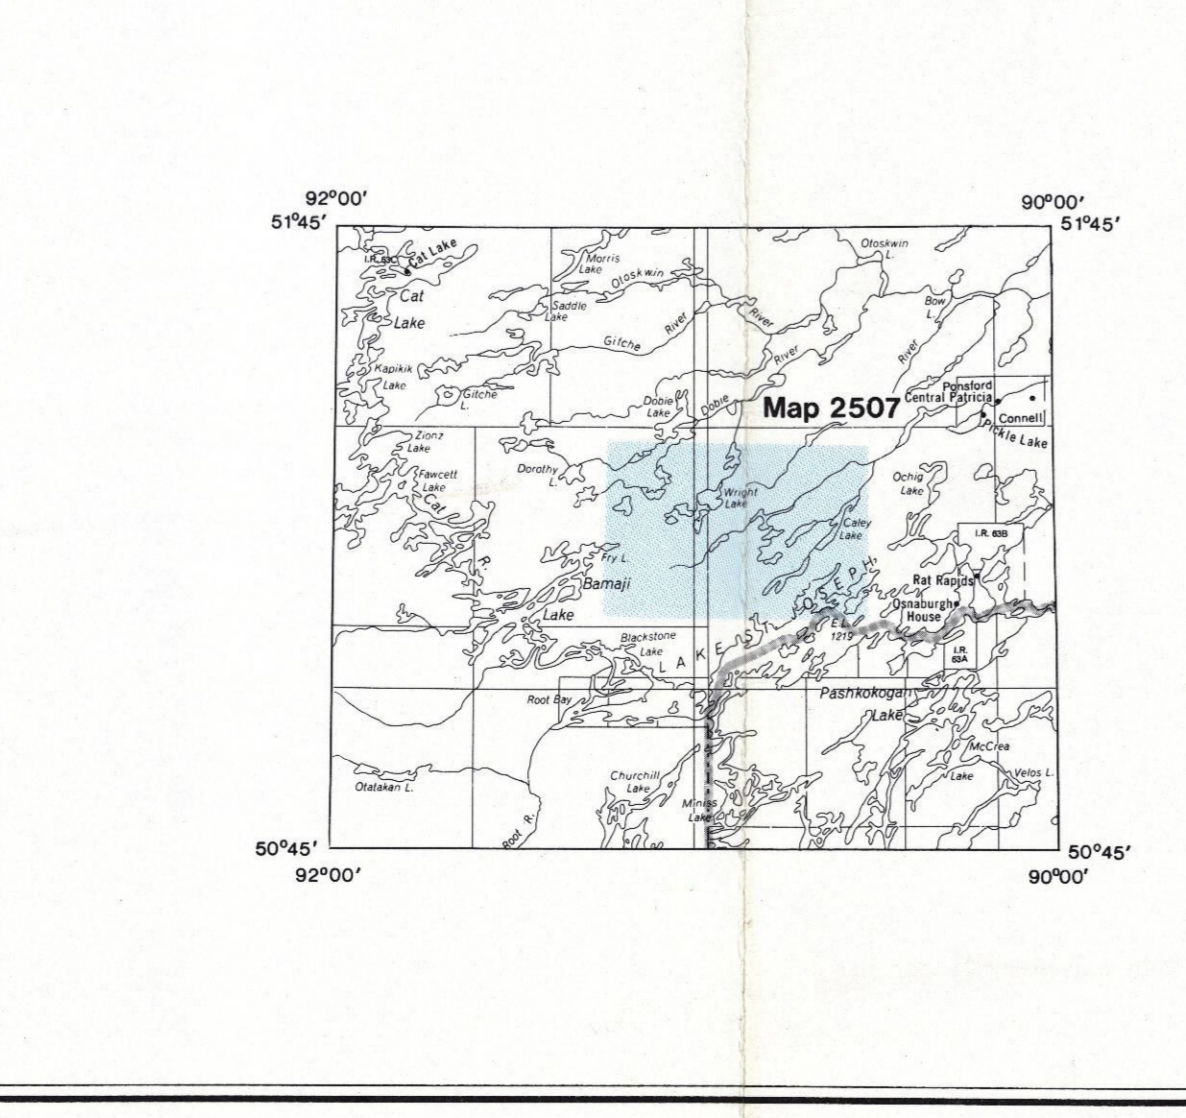 92°00′
90°00′
51°45′
51°45′
Otoskwin
L.
I.R. 63C
Cat Lake
Morris
Lake
Otoskwin
Cat
Lake
Saddle
Lake
Bow
L.
River
River
Gitche
River
River
Kapikik
Lake
Gitche
L.
Dobie
Lake
Dobie
Map 2507
Ponsford
Central Patricia
Connell
Pickle Lake
Zionz
Lake
Dorothy
L.
Fawcett
Lake
Ochig
Lake
Cat
R.
Wright
Lake
Caley
Lake
I.R. 63B
Fry L.
Bamaji
Lake
Rat Rapids
Osnaburgh
House
LAKE ST. JOSEPH
EL.
1219
Blackstone
Lake
I.R.
63A
Root Bay
Pashkokogan
Lake
McCrea
Lake
Velos L.
Churchill
Lake
Otatakan L.
Miniss
Lake
Root R.
50°45′
50°45′
92°00′
90°00′